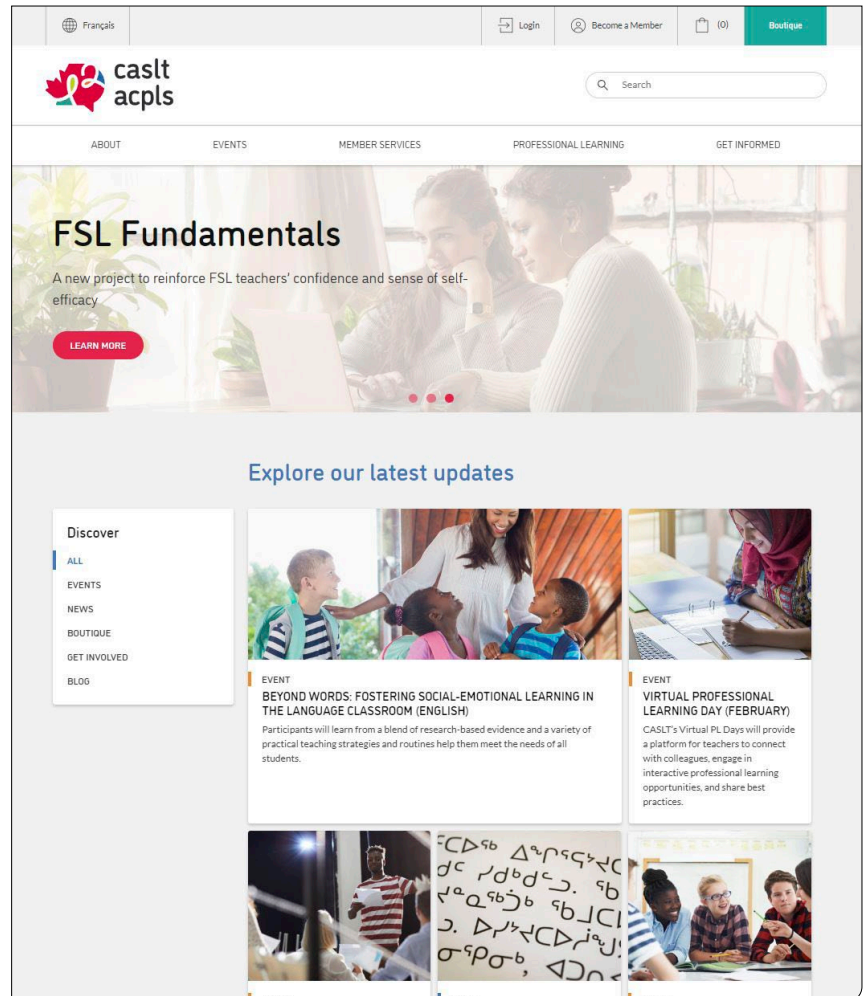 Français
Login
Become a Member
(0)
Boutique
caslt
acpls
Search
ABOUT
EVENTS
MEMBER SERVICES
PROFESSIONAL LEARNING
GET INFORMED
FSL Fundamentals
A new project to reinforce FSL teachers' confidence and sense of self-
efficacy
LEARN MORE
Explore our latest updates
Discover
ALL
EVENTS
NEWS
BOUTIQUE
GET INVOLVED
BLOG
EVENT
BEYOND WORDS: FOSTERING SOCIAL-EMOTIONAL LEARNING IN
THE LANGUAGE CLASSROOM (ENGLISH)
Participants will learn from a blend of research-based evidence and a variety of
practical teaching strategies and routines help them meet the needs of all
students.
EVENT
VIRTUAL PROFESSIONAL
LEARNING DAY (FEBRUARY)
CASLT's Virtual PL Days will provide
a platform for teachers to connect
with colleagues, engage in
interactive professional learning
opportunities, and share best
practices.